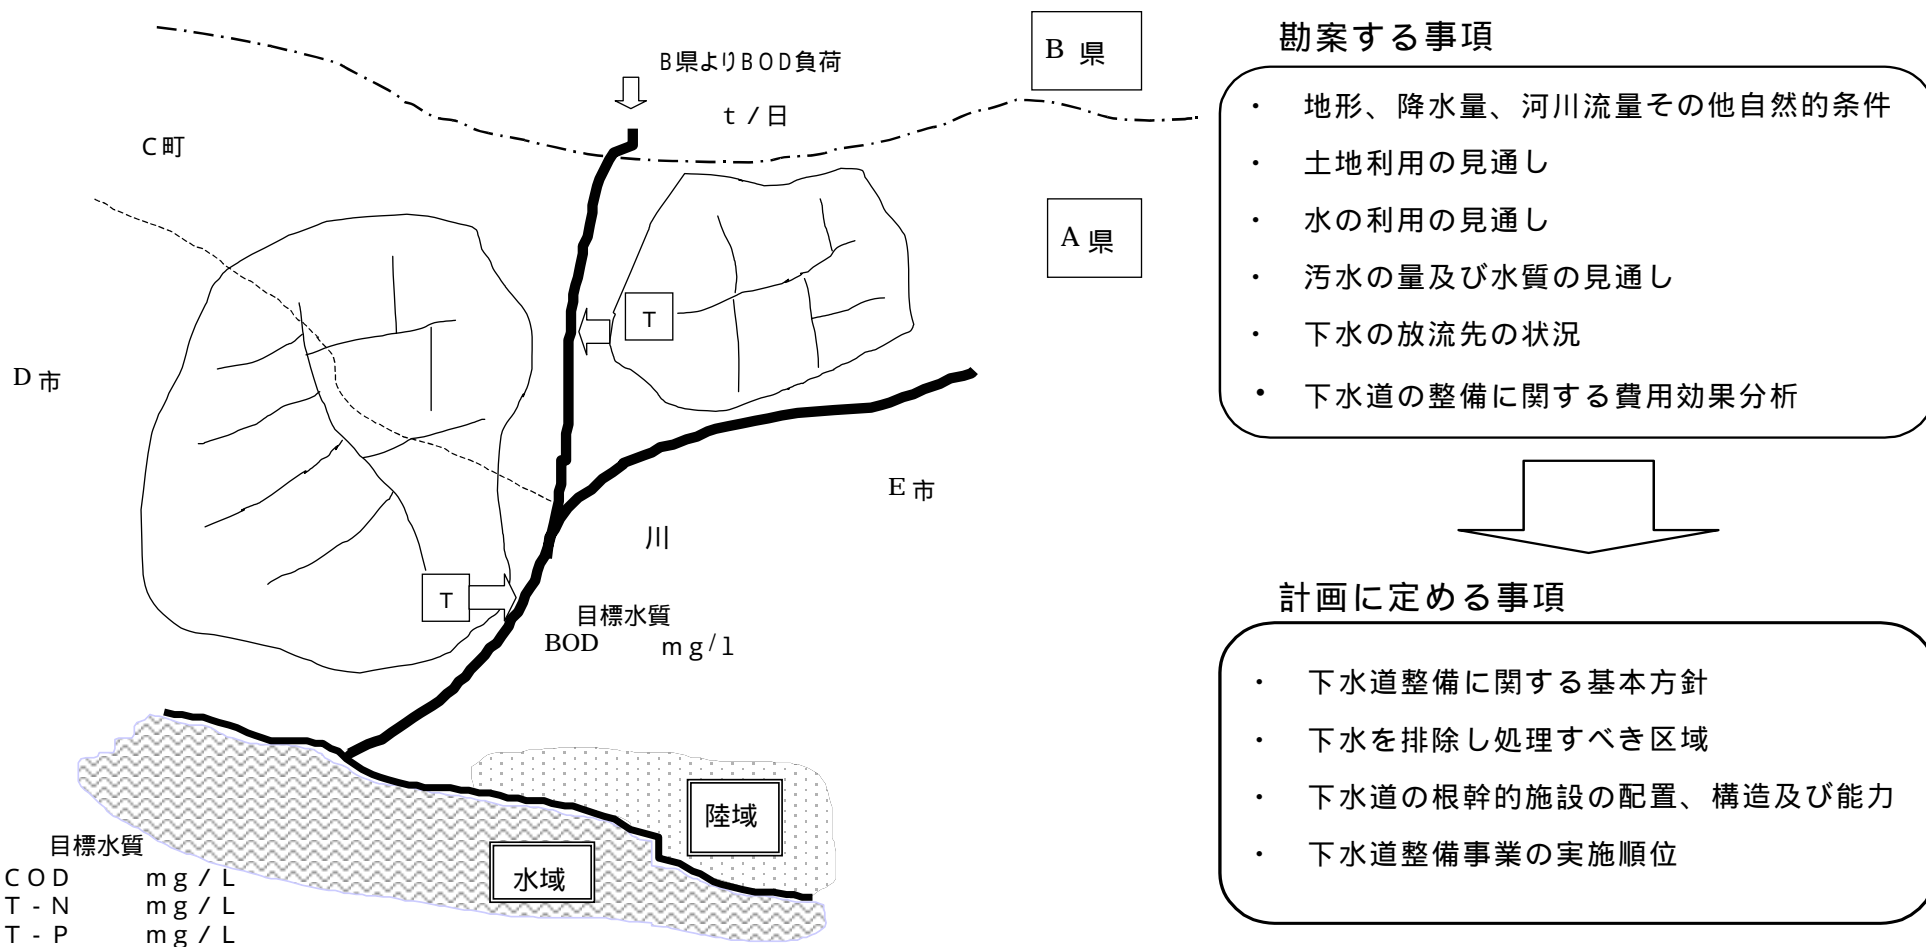 B県よりBOD負荷
t/日
B 県
C町
A 県
T
D市
E市
川
T
目標水質
BOD mg/l
陸域
水域
目標水質
COD mg/L
T-N mg/L
T-P mg/L
勘案する事項
・ 地形、降水量、河川流量その他自然的条件
・ 土地利用の見通し
・ 水の利用の見通し
・ 汚水の量及び水質の見通し
・ 下水の放流先の状況
・ 下水道の整備に関する費用効果分析
計画に定める事項
・ 下水道整備に関する基本方針
・ 下水を排除し処理すべき区域
・ 下水道の根幹的施設の配置、構造及び能力
・ 下水道整備事業の実施順位